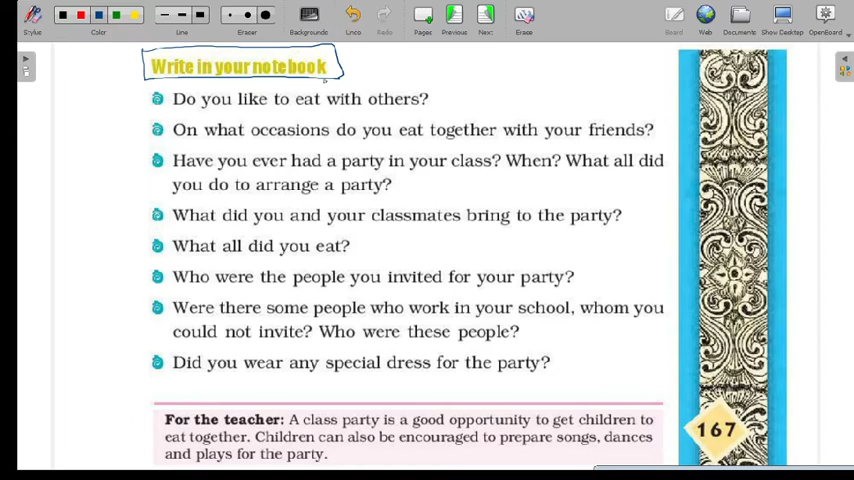 Stylus
Color
Line
Eraser
Backgrounds
Undo
Redo
Pages
Previous
Next
Erase
Board
Web
Documents
Show Desktop
OpenBoard
Write in your notebook
Do you like to eat with others?
On what occasions do you eat together with your friends?
Have you ever had a party in your class? When? What all did
you do to arrange a party?
What did you and your classmates bring to the party?
What all did you eat?
Who were the people you invited for your party?
Were there some people who work in your school, whom you
could not invite? Who were these people?
Did you wear any special dress for the party?
For the teacher: A class party is a good opportunity to get children to
eat together. Children can also be encouraged to prepare songs, dances
and plays for the party.
167